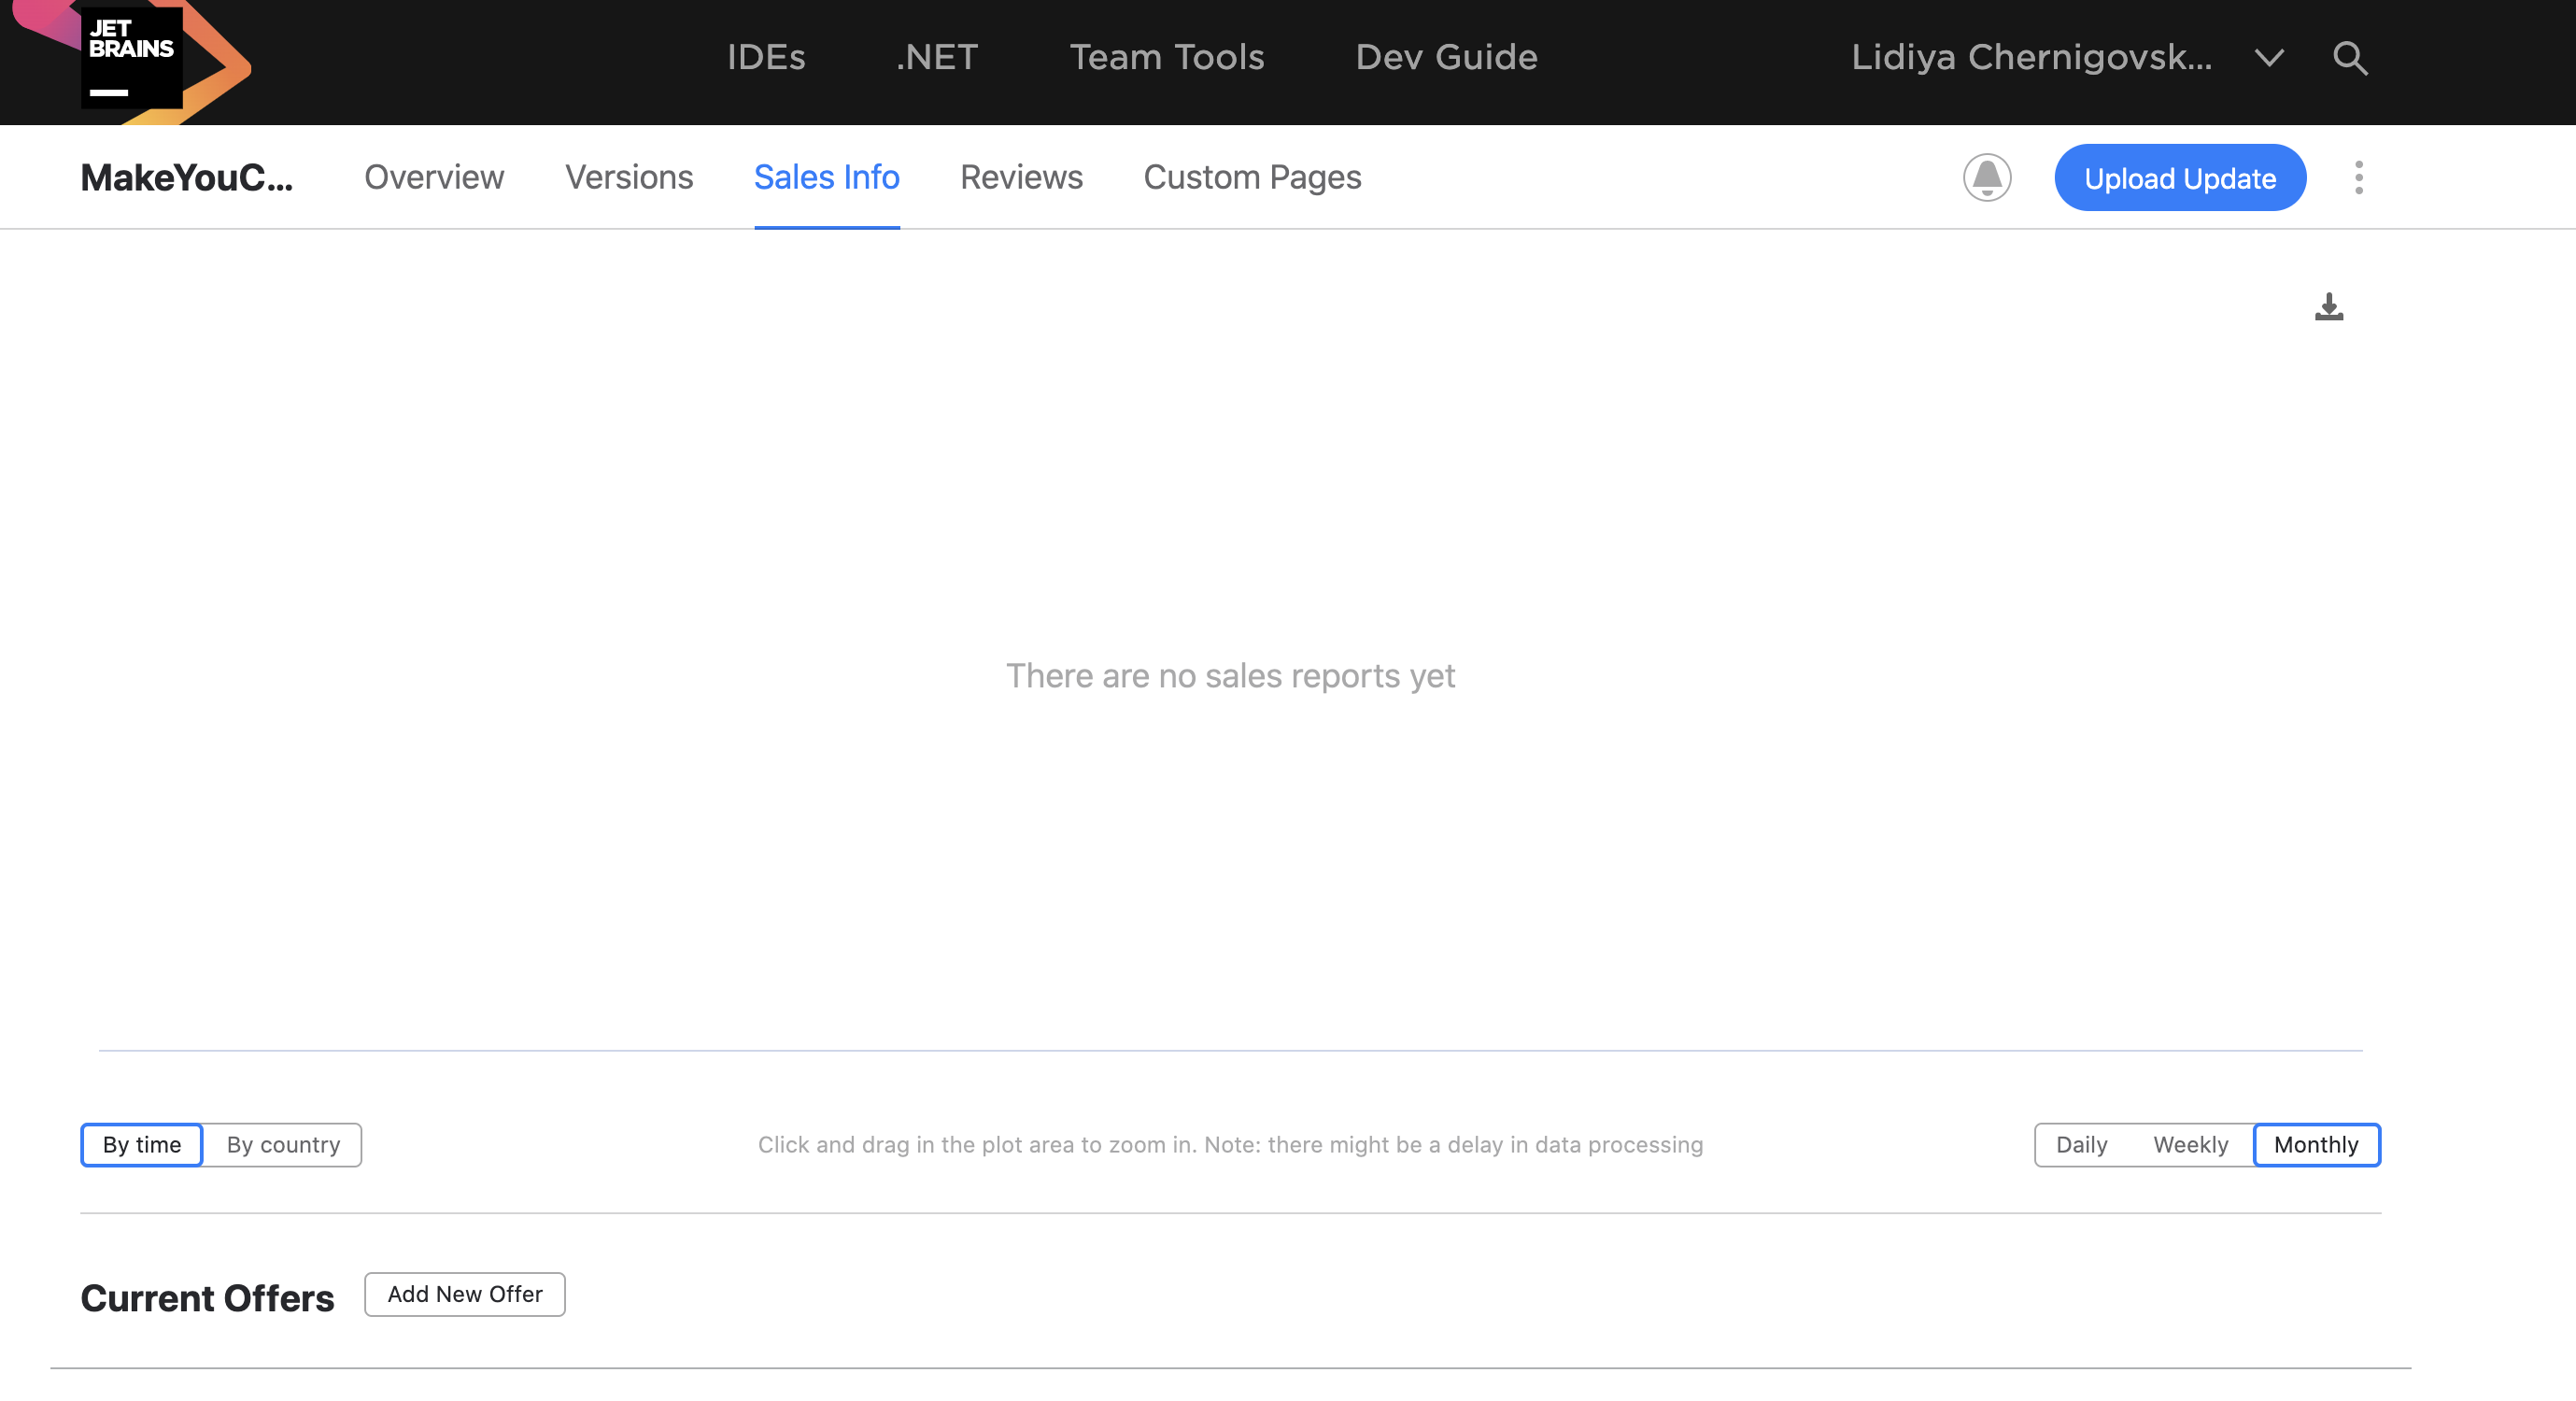 JET
BRAINS
IDEs .NET Team Tools Dev Guide Lidiya Chernigovsk...
MakeYouC... Overview Versions Sales Info Reviews Custom Pages Upload Update
There are no sales reports yet
By time By country Click and drag in the plot area to zoom in. Note: there might be a delay in data processing Daily Weekly Monthly
Current Offers Add New Offer